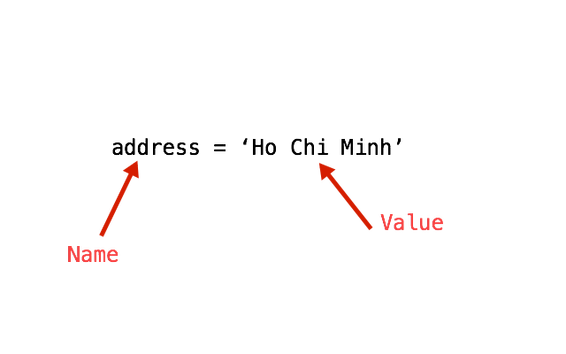 address = ‘Ho Chi Minh’
Value
Name